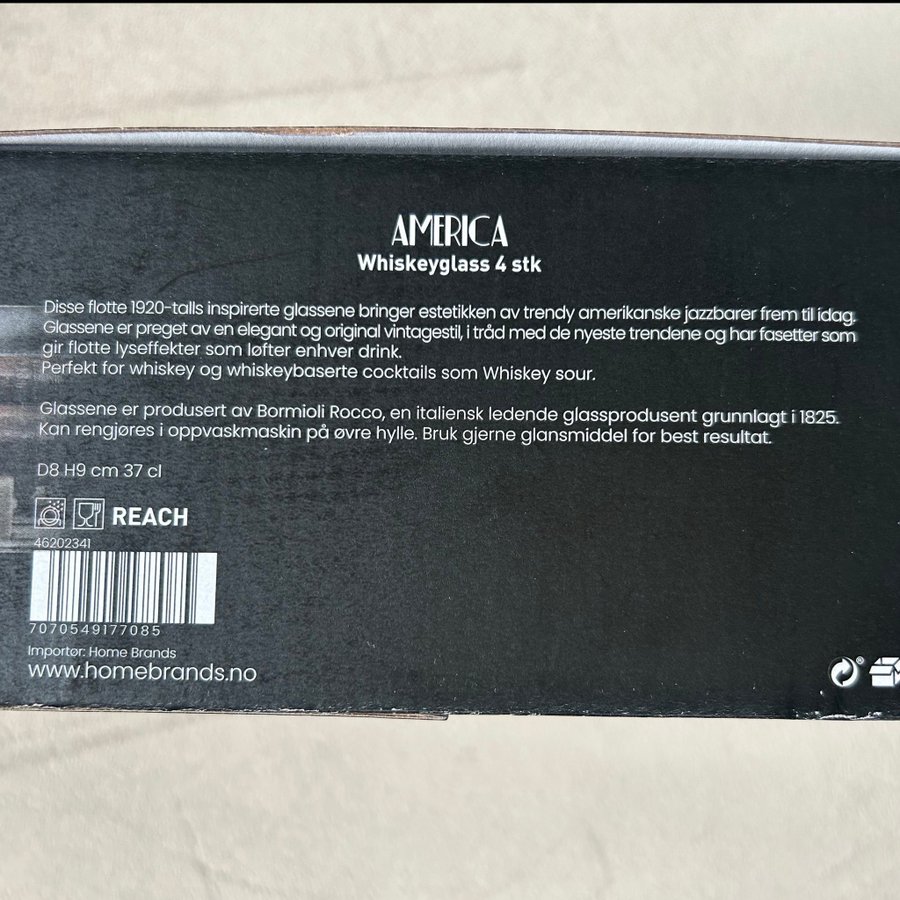 AMERICA
Whiskeyglass 4 stk
Disse flotte 1920-talls inspirerte glassene bringer estetikken av trendy amerikanske jazzbarer frem til idag.
Glassene er preget av en elegant og original vintagestil, i tråd med de nyeste trendene og har fasetter som
gir flotte lyseffekter som løfter enhver drink.
Perfekt for whiskey og whiskeybaserte cocktails som Whiskey sour.
Glassene er produsert av Bormioli Rocco, en italiensk ledende glassprodusent grunnlagt i 1825.
Kan rengjøres i oppvaskmaskin på øvre hylle. Bruk gjerne glansmiddel for best resultat.
D8 H9 cm 37 cl
REACH
46202341
7070549177085
Importør: Home Brands
www.homebrands.no